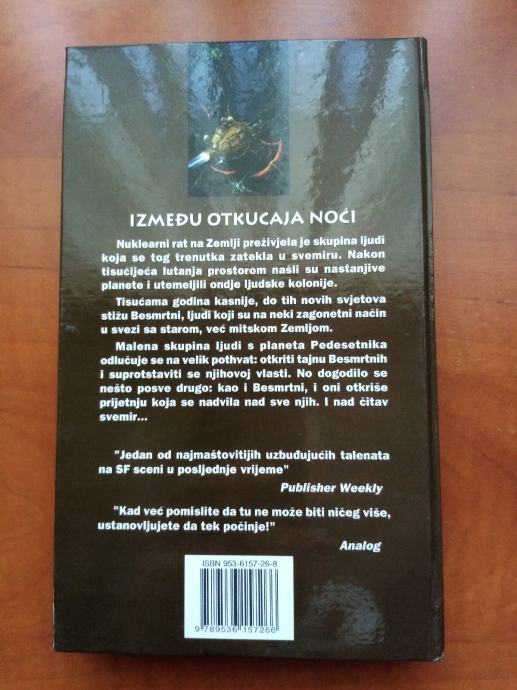 IZMEĐU OTKUCAJA NOĆI
Nuklearni rat na Zemlji preživjela je skupina ljudi
koja se tog trenutka zatekla u svemiru. Nakon
tisućljeća lutanja prostorom našli su nastanjive
planete i utemeljili ondje ljudske kolonije.
Tisućama godina kasnije, do tih novih svjetova
stižu Besmrtni, ljudi koji su na neki zagonetni način
u svezi sa starom, već mitskom Zemljom.
Malena skupina ljudi s planeta Pedesetnika
odlučuje se na velik pothvat: otkriti tajnu Besmrtnih
i suprotstaviti se njihovoj vlasti. No dogodilo se
nešto posve drugo: kao i Besmrtni, i oni otkriše
prijetnju koja se nadvila nad sve njih. I nad čitav
svemir...
"Jedan od najmaštovitijih uzbuđujućih talenata
na SF sceni u posljednje vrijeme"
Publisher Weekly
"Kad već pomislite da tu ne može biti ničeg više,
ustanovljujete da tek počinje!"
Analog
ISBN 953-6157-26-8
9 789536 157266